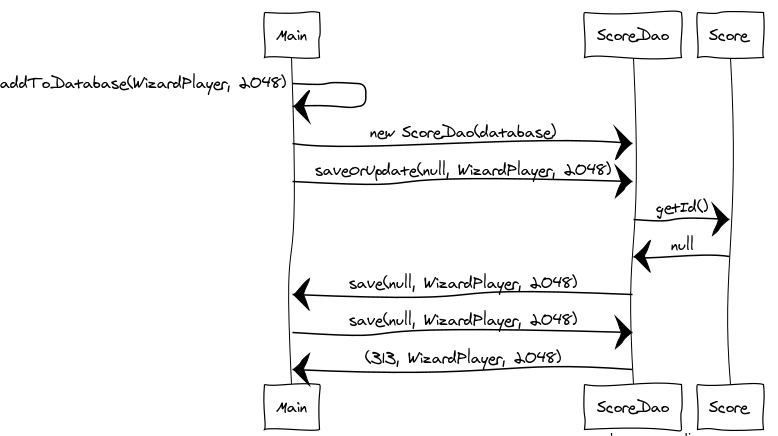 Main
ScoreDao
Score
addToDatabase(WizardPlayer, 2048)
new ScoreDao(database)
saveOrUpdate(null, WizardPlayer, 2048)
getId()
null
save(null, WizardPlayer, 2048)
save(null, WizardPlayer, 2048)
(313, WizardPlayer, 2048)
Main
ScoreDao
Score